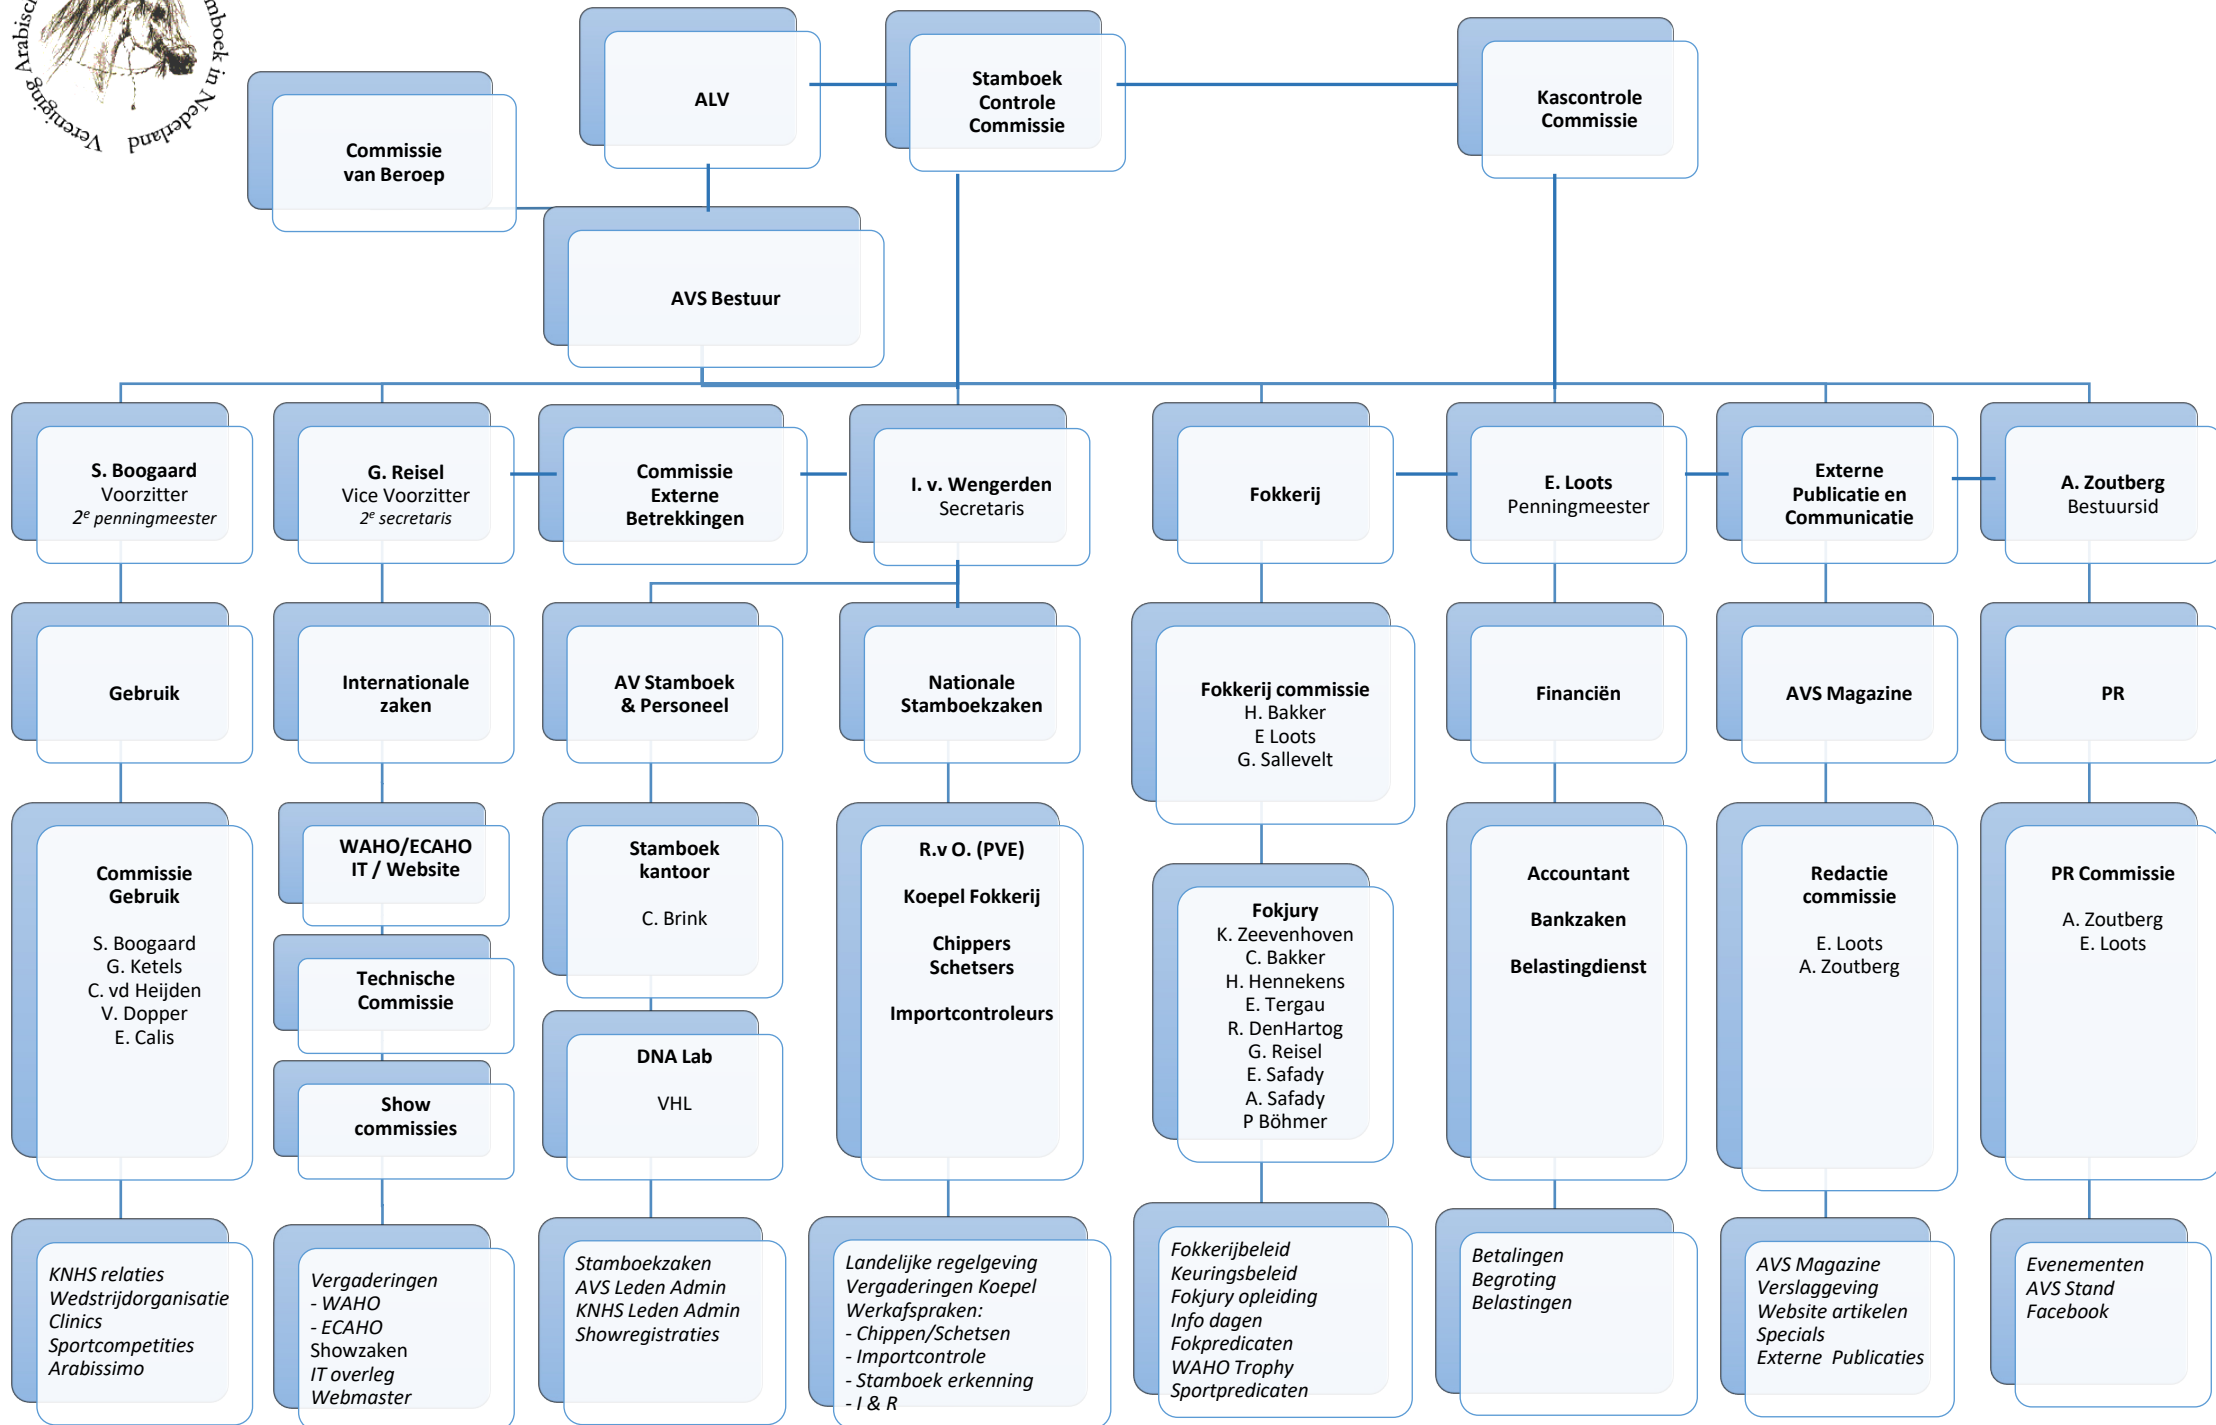 Vereniging Arabisch
mboek in Nederland
ALV
Stamboek
Controle
Commissie
Kascontrole
Commissie
Commissie
van Beroep
AVS Bestuur
S. Boogaard
Voorzitter
2e penningmeester
G. Reisel
Vice Voorzitter
2e secretaris
Commissie
Externe
Betrekkingen
I. v. Wengerden
Secretaris
Fokkerij
E. Loots
Penningmeester
Externe
Publicatie en
Communicatie
A. Zoutberg
Bestuursid
Gebruik
Internationale
zaken
AV Stamboek
& Personeel
Nationale
Stamboekzaken
Fokkerij commissie
H. Bakker
E Loots
G. Sallevelt
Financiën
AVS Magazine
PR
Commissie
Gebruik
S. Boogaard
G. Ketels
C. vd Heijden
V. Dopper
E. Calis
WAHO/ECAHO
IT / Website
Technische
Commissie
Show
commissies
Stamboek
kantoor
C. Brink
DNA Lab
VHL
R.v O. (PVE)
Koepel Fokkerij
Chippers
Schetsers
Importcontroleurs
Fokjury
K. Zeevenhoven
C. Bakker
H. Hennekens
E. Tergau
R. DenHartog
G. Reisel
E. Safady
A. Safady
P Böhmer
Accountant
Bankzaken
Belastingdienst
Redactie
commissie
E. Loots
A. Zoutberg
PR Commissie
A. Zoutberg
E. Loots
KNHS relaties
Wedstrijdorganisatie
Clinics
Sportcompetities
Arabissimo
Vergaderingen
- WAHO
- ECAHO
Showzaken
IT overleg
Webmaster
Stamboekzaken
AVS Leden Admin
KNHS Leden Admin
Showregistraties
Landelijke regelgeving
Vergaderingen Koepel
Werkafspraken:
- Chippen/Schetsen
- Importcontrole
- Stamboek erkenning
- I & R
Fokkerijbeleid
Keuringsbeleid
Fokjury opleiding
Info dagen
Fokpredicaten
WAHO Trophy
Sportpredicaten
Betalingen
Begroting
Belastingen
AVS Magazine
Verslaggeving
Website artikelen
Specials
Externe  Publicaties
Evenementen
AVS Stand
Facebook